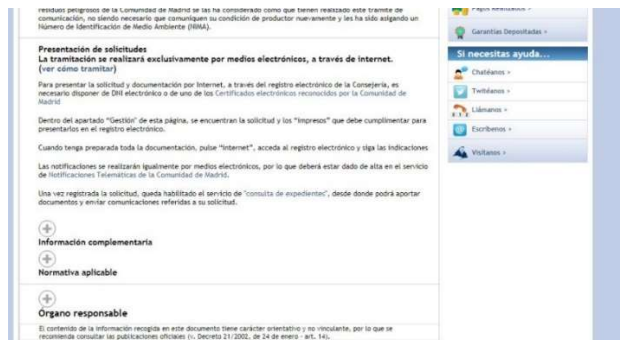 residuos peligrosos de la Comunidad de Madrid se las ha considerado como que tienen realizado este trámite de
comunicación, no siendo necesario que comuniquen su condición de productor nuevamente y les ha sido asigando un
Número de Identificación de Medio Ambiente (NIMA).
Presentación de solicitudes
La tramitación se realizará exclusivamente por medios electrónicos, a través de internet.
(ver cómo tramitar)
Para presentar la solicitud y documentación por Internet, a través del registro electrónico de la Consejería, es
necesario disponer de DNI electrónico o de uno de los Certificados electrónicos reconocidos por la Comunidad de
Madrid
Dentro del apartado "Gestión" de esta página, se encuentran la solicitud y los "Impresos" que debe cumplimentar para
presentarlos en el registro electrónico.
Cuando tenga preparada toda la documentación, pulse "Internet", acceda al registro electrónico y siga las indicaciones
Las notificaciones se realizarán igualmente por medios electrónicos, por lo que deberá estar dado de alta en el servicio
de Notificaciones Telemáticas de la Comunidad de Madrid.
Una vez registrada la solicitud, queda habilitado el servicio de "consulta de expedientes", desde donde podrá aportar
documentos y enviar comunicaciones referidas a su solicitud.
Información complementaria
Normativa aplicable
Órgano responsable
El contenido de la información recogida en este documento tiene carácter orientativo y no vinculante, por lo que se
recomienda consultar las publicaciones oficiales (v. Decreto 21/2002, de 24 de enero - art. 14).
Pagos Realizados »
Garantías Depositadas »
Si necesitas ayuda...
Chatéanos »
Twitéanos »
Llámanos »
Escríbenos »
Visítanos »